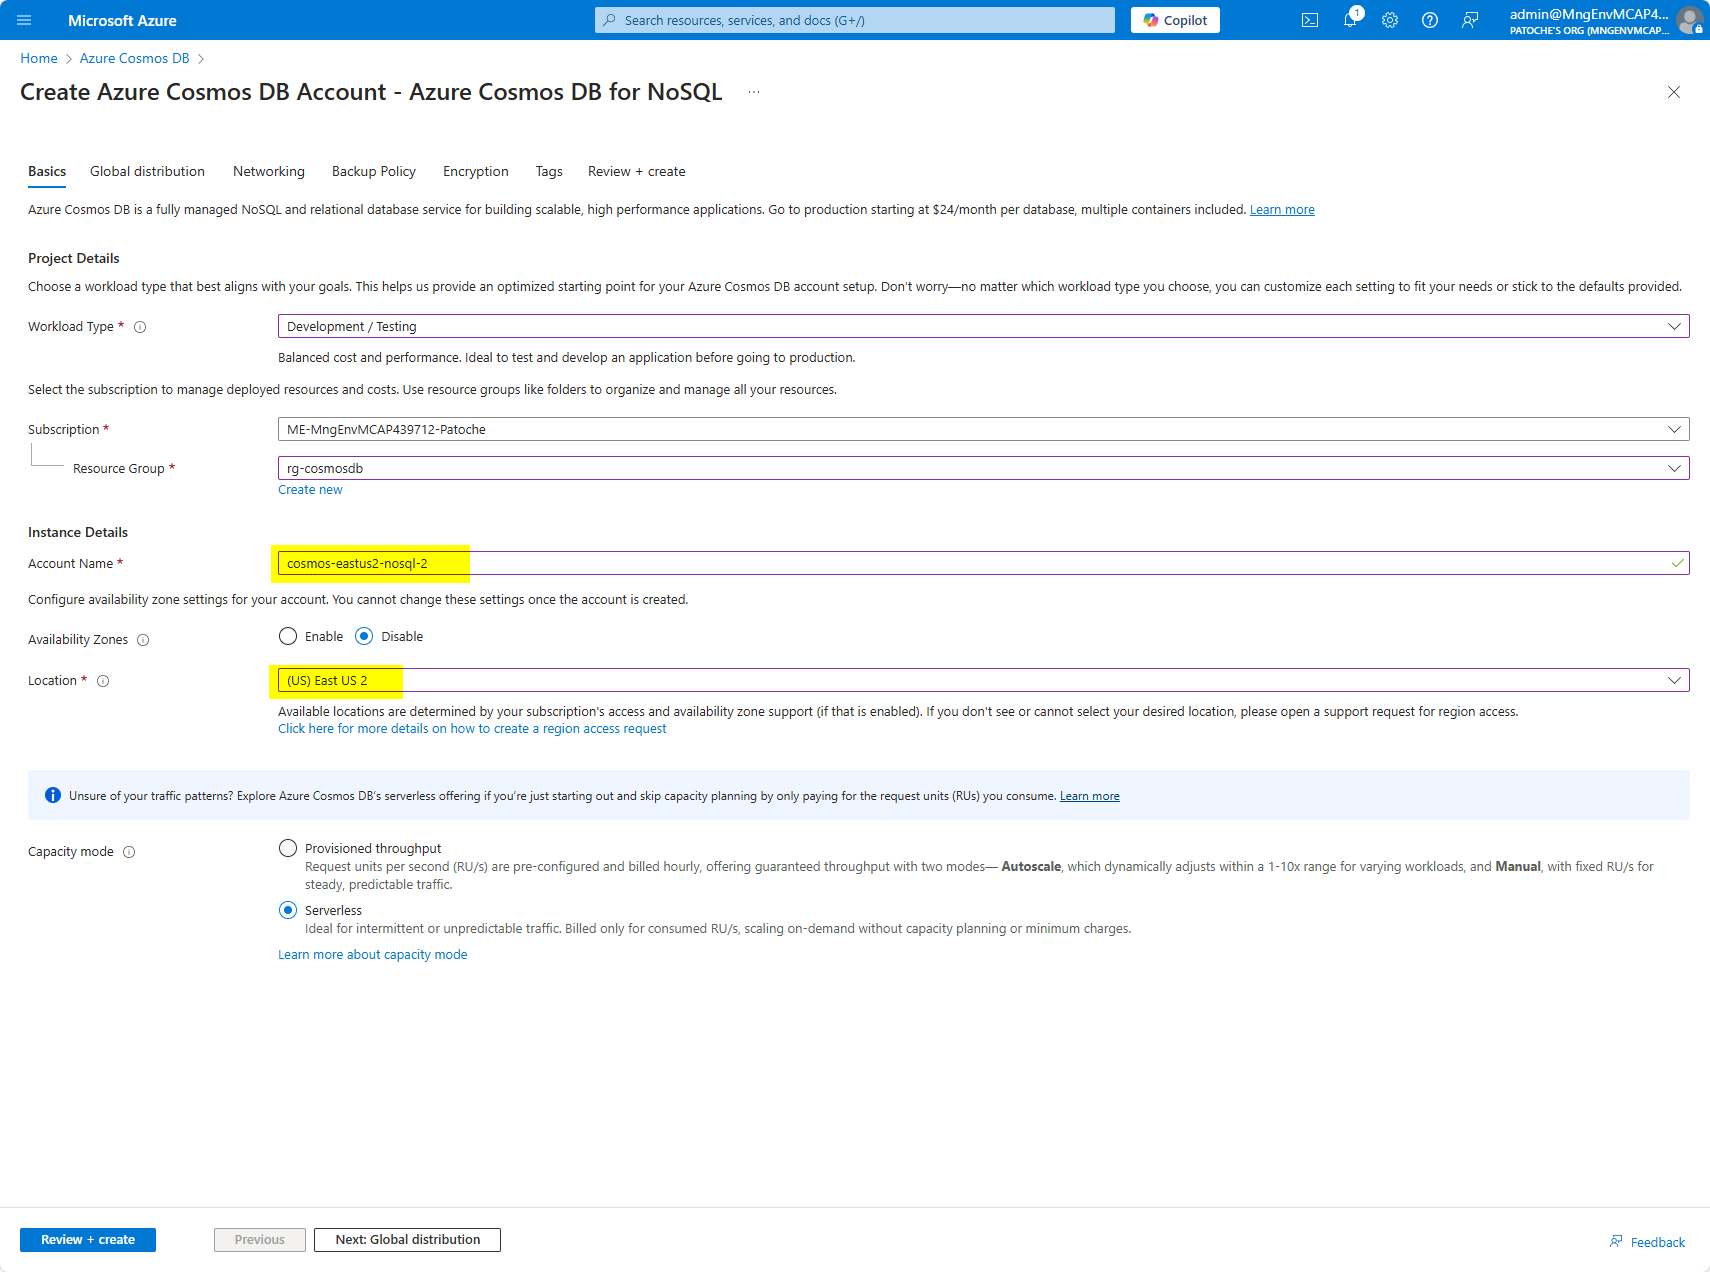 Microsoft Azure
Search resources, services, and docs (G+/)
Copilot
1
admin@MngEnvMCAP4...
PATOCHE'S ORG (MNGENVMCAP...
Home
Azure Cosmos DB
Create Azure Cosmos DB Account - Azure Cosmos DB for NoSQL
...
Basics
Global distribution
Networking
Backup Policy
Encryption
Tags
Review + create
Azure Cosmos DB is a fully managed NoSQL and relational database service for building scalable, high performance applications. Go to production starting at $24/month per database, multiple containers included. Learn more
Project Details
Choose a workload type that best aligns with your goals. This helps us provide an optimized starting point for your Azure Cosmos DB account setup. Don't worry—no matter which workload type you choose, you can customize each setting to fit your needs or stick to the defaults provided.
Workload Type *
Development / Testing
Balanced cost and performance. Ideal to test and develop an application before going to production.
Select the subscription to manage deployed resources and costs. Use resource groups like folders to organize and manage all your resources.
Subscription *
ME-MngEnvMCAP439712-Patoche
Resource Group *
rg-cosmosdb
Create new
Instance Details
Account Name *
cosmos-eastus2-nosql-2
Configure availability zone settings for your account. You cannot change these settings once the account is created.
Availability Zones
Enable
Disable
Location *
(US) East US 2
Available locations are determined by your subscription's access and availability zone support (if that is enabled). If you don't see or cannot select your desired location, please open a support request for region access.
Click here for more details on how to create a region access request
Unsure of your traffic patterns? Explore Azure Cosmos DB's serverless offering if you're just starting out and skip capacity planning by only paying for the request units (RUs) you consume. Learn more
Capacity mode
Provisioned throughput
Request units per second (RU/s) are pre-configured and billed hourly, offering guaranteed throughput with two modes— Autoscale, which dynamically adjusts within a 1-10x range for varying workloads, and Manual, with fixed RU/s for
steady, predictable traffic.
Serverless
Ideal for intermittent or unpredictable traffic. Billed only for consumed RU/s, scaling on-demand without capacity planning or minimum charges.
Learn more about capacity mode
Review + create
Previous
Next: Global distribution
Feedback